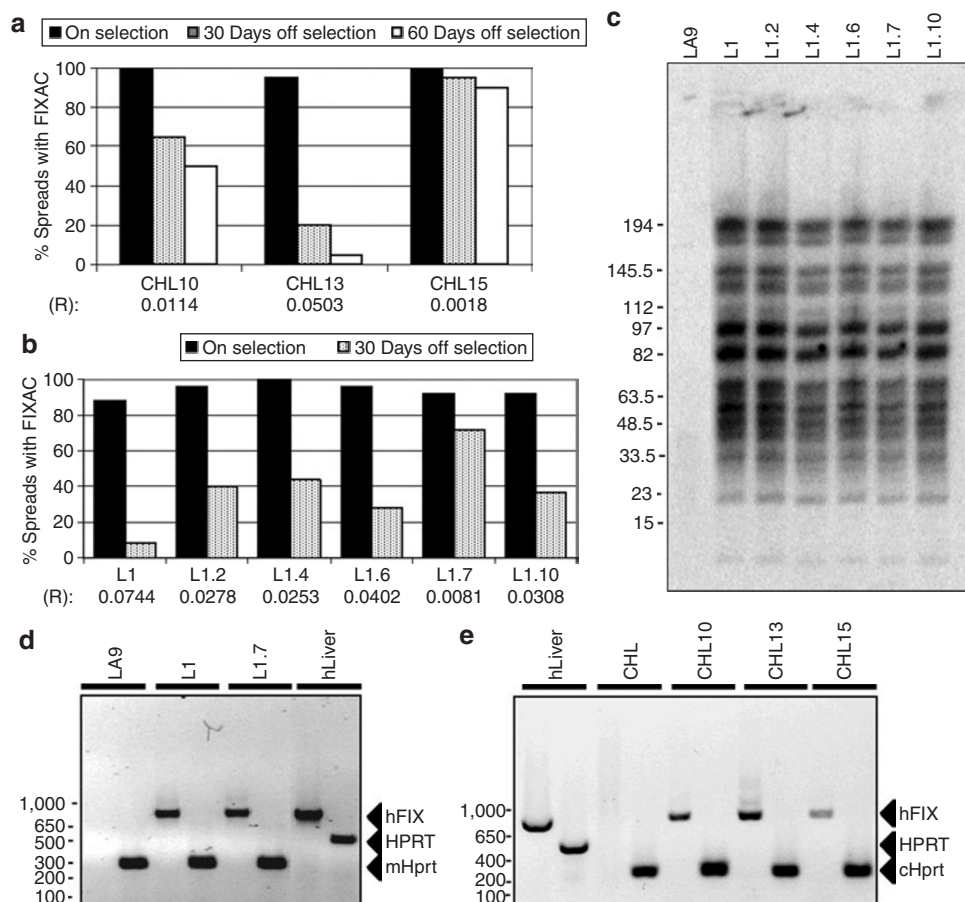 a
On selection 30 Days off selection 60 Days off selection
% Spreads with FIXAC
100
80
60
40
20
0
CHL10 CHL13 CHL15
(R): 0.0114 0.0503 0.0018
b
On selection 30 Days off selection
% Spreads with FIXAC
100
80
60
40
20
0
L1 L1.2 L1.4 L1.6 L1.7 L1.10
(R): 0.0744 0.0278 0.0253 0.0402 0.0081 0.0308
c
LA9 L1 L1.2 L1.4 L1.6 L1.7 L1.10
194
145.5
112
97
82
63.5
48.5
33.5
23
15
d
LA9 L1 L1.7 hLiver
1,000
650
500
300
200
100
hFIX
HPRT
mHprt
e
hLiver CHL CHL10 CHL13 CHL15
1,000
650
400
200
100
hFIX
HPRT
cHprt